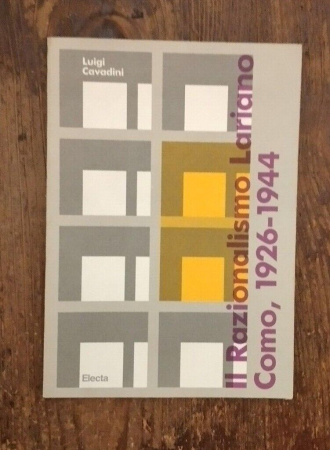 Luigi
Cavadini
Il Razionalismo Lariano
Como, 1926-1944
Electa